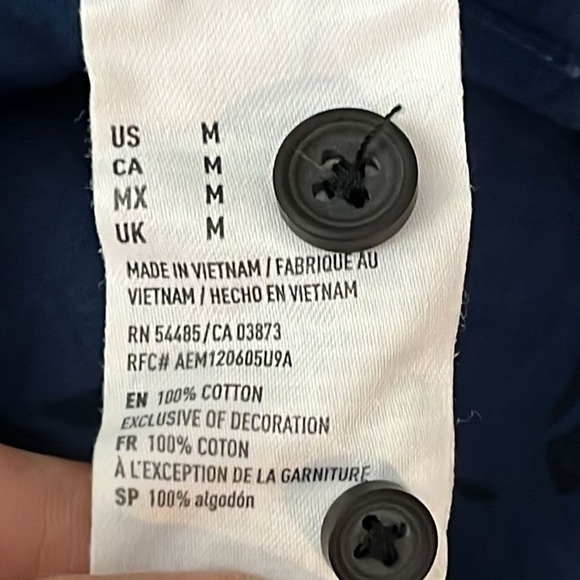 US M
CA M
MX M
UK M
MADE IN VIETNAM / FABRIQUÉ AU
VIETNAM / HECHO EN VIETNAM
RN 54485/CA 03873
RFC# AEM120605U9A
EN 100% COTTON
EXCLUSIVE OF DECORATION
FR 100% COTON
À L'EXCEPTION DE LA GARNITURE
SP 100% algodón